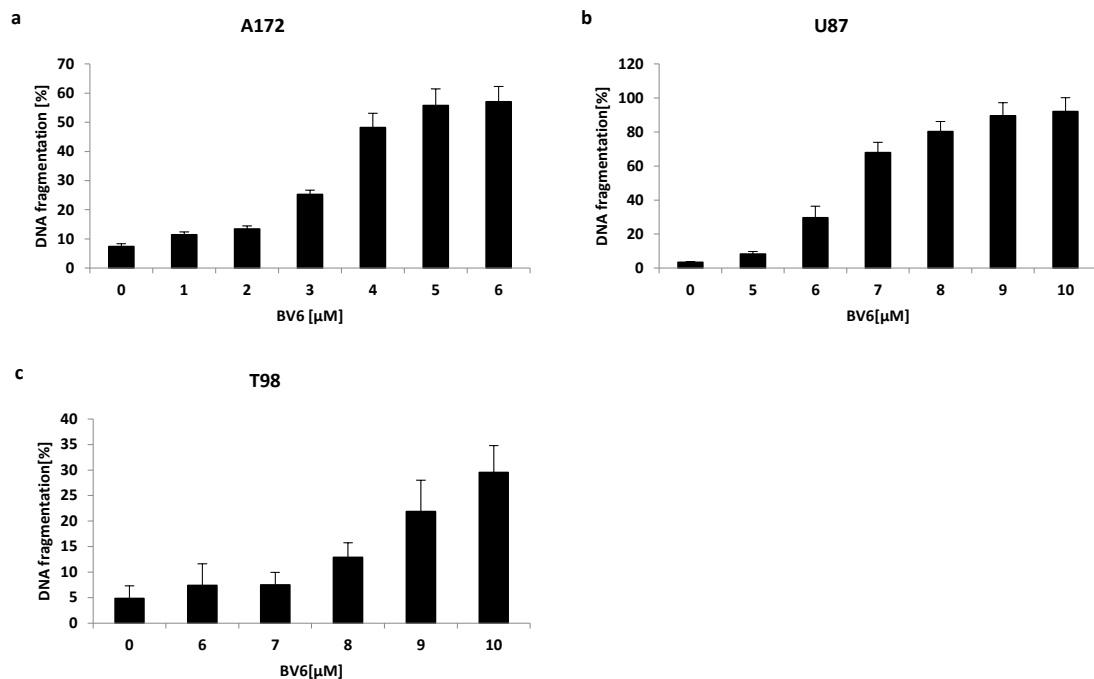 a
A172
DNA fragmentation [%]
70
60
50
40
30
20
10
0
0 1 2 3 4 5 6
BV6 [µM]
b
U87
DNA fragmentation[%]
120
100
80
60
40
20
0
0 5 6 7 8 9 10
BV6[µM]
c
T98
DNA fragmentation[%]
40
35
30
25
20
15
10
5
0
0 6 7 8 9 10
BV6[µM]